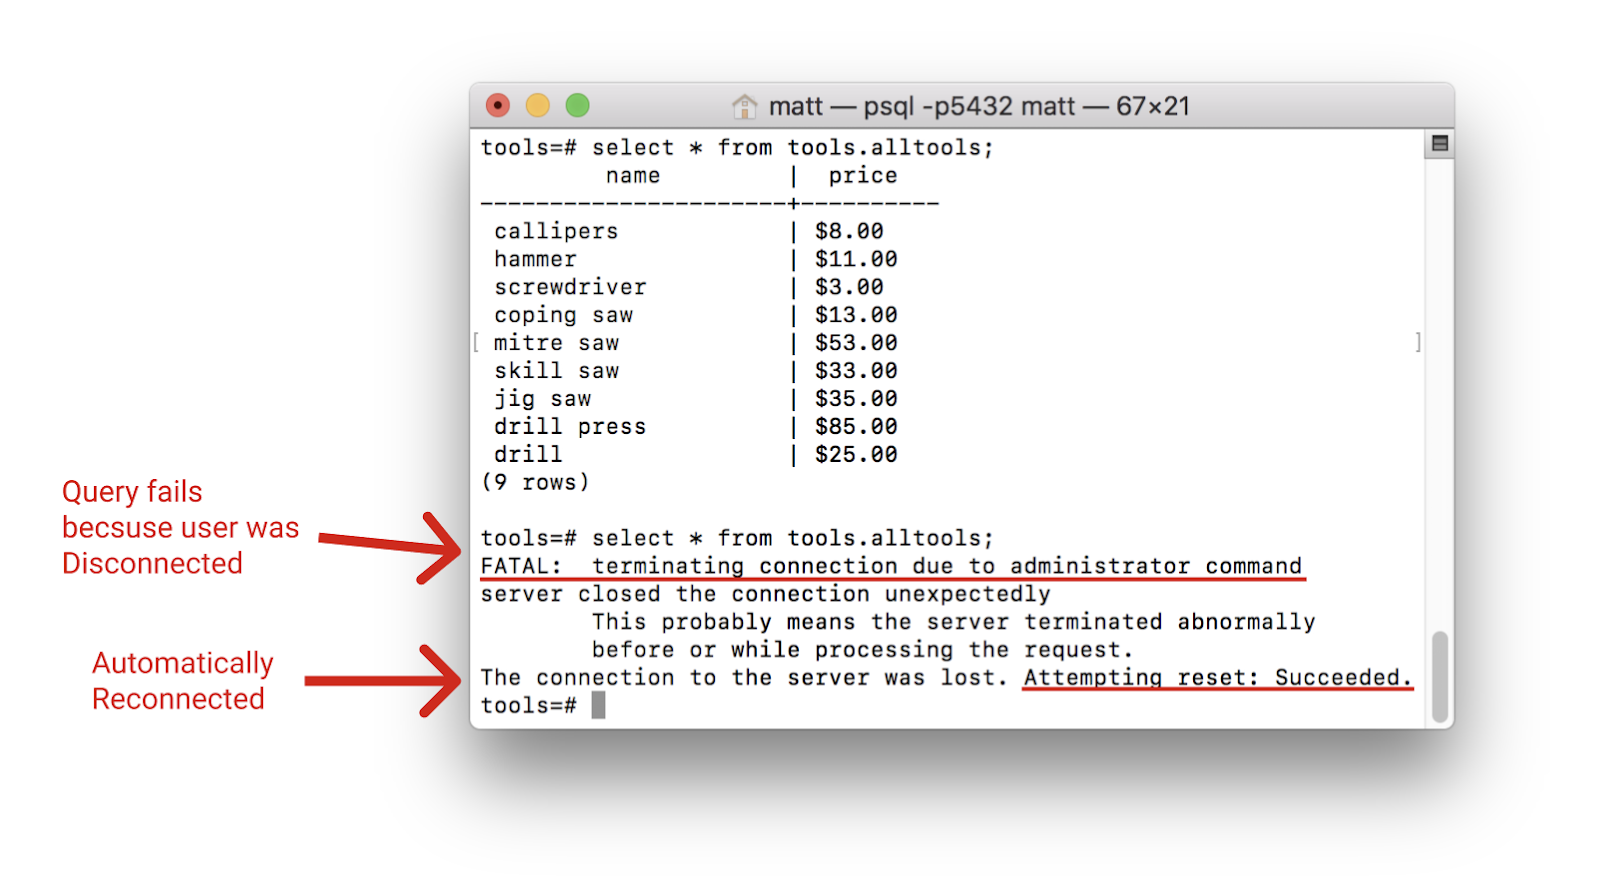 matt — psql -p5432 matt — 67×21
tools=# select * from tools.alltools;
name | price
----------------------+----------
callipers | $8.00
hammer | $11.00
screwdriver | $3.00
coping saw | $13.00
[ mitre saw | $53.00 ]
skill saw | $33.00
jig saw | $35.00
drill press | $85.00
drill | $25.00
(9 rows)
Query fails
becsuse user was
Disconnected
tools=# select * from tools.alltools;
FATAL:  terminating connection due to administrator command
server closed the connection unexpectedly
This probably means the server terminated abnormally
before or while processing the request.
Automatically
Reconnected
The connection to the server was lost. Attempting reset: Succeeded.
tools=#